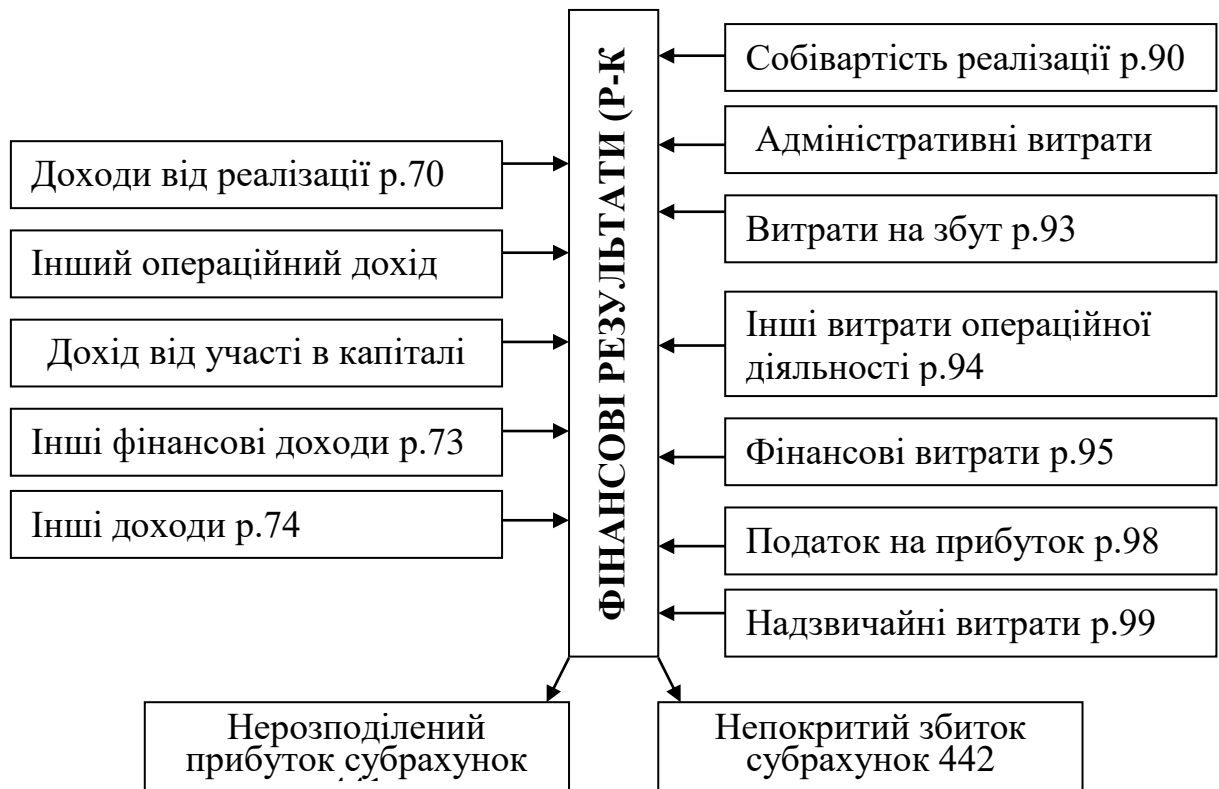 Доходи від реалізації р.70
Інший операційний дохід
Дохід від участі в капіталі
Інші фінансові доходи р.73
Інші доходи р.74
ФІНАНСОВІ РЕЗУЛЬТАТИ (Р-К
Собівартість реалізації р.90
Адміністративні витрати
Витрати на збут р.93
Інші витрати операційної
діяльності р.94
Фінансові витрати р.95
Податок на прибуток р.98
Надзвичайні витрати р.99
Нерозподілений
прибуток субрахунок
Непокритий збиток
субрахунок 442